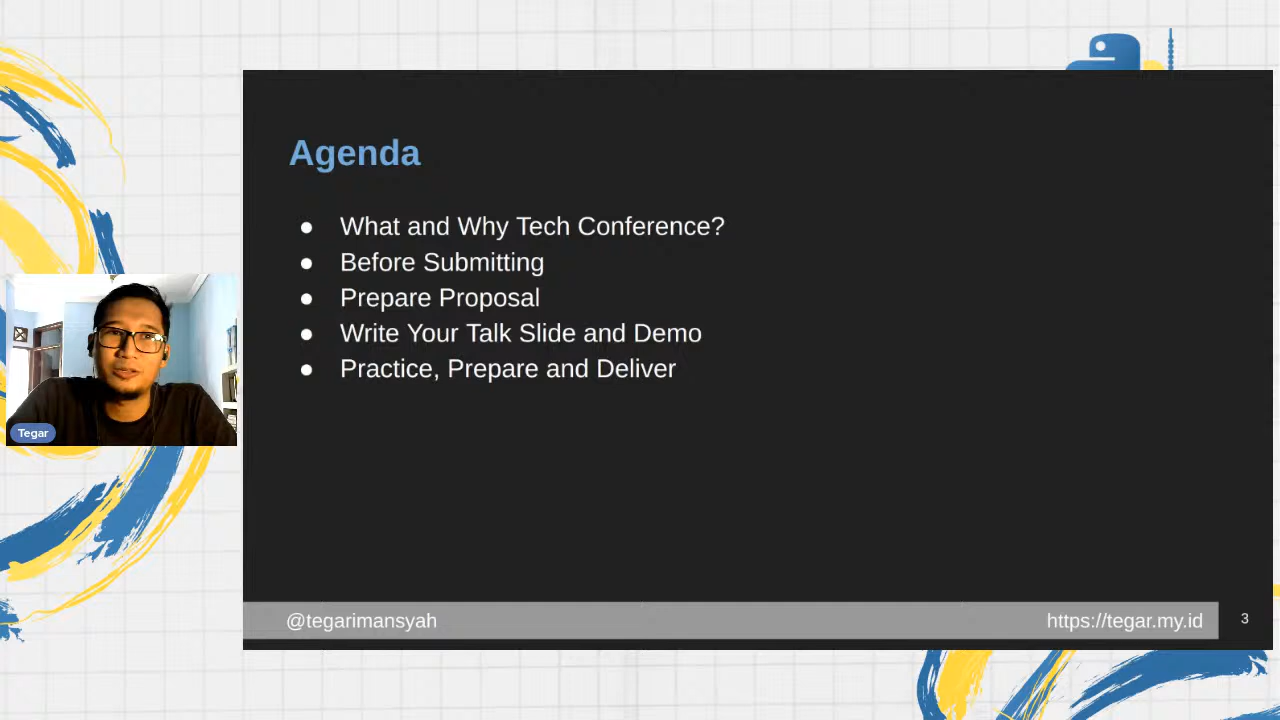 Agenda
● What and Why Tech Conference?
● Before Submitting
● Prepare Proposal
● Write Your Talk Slide and Demo
● Practice, Prepare and Deliver
Tegar
@tegarimansyah
https://tegar.my.id
3